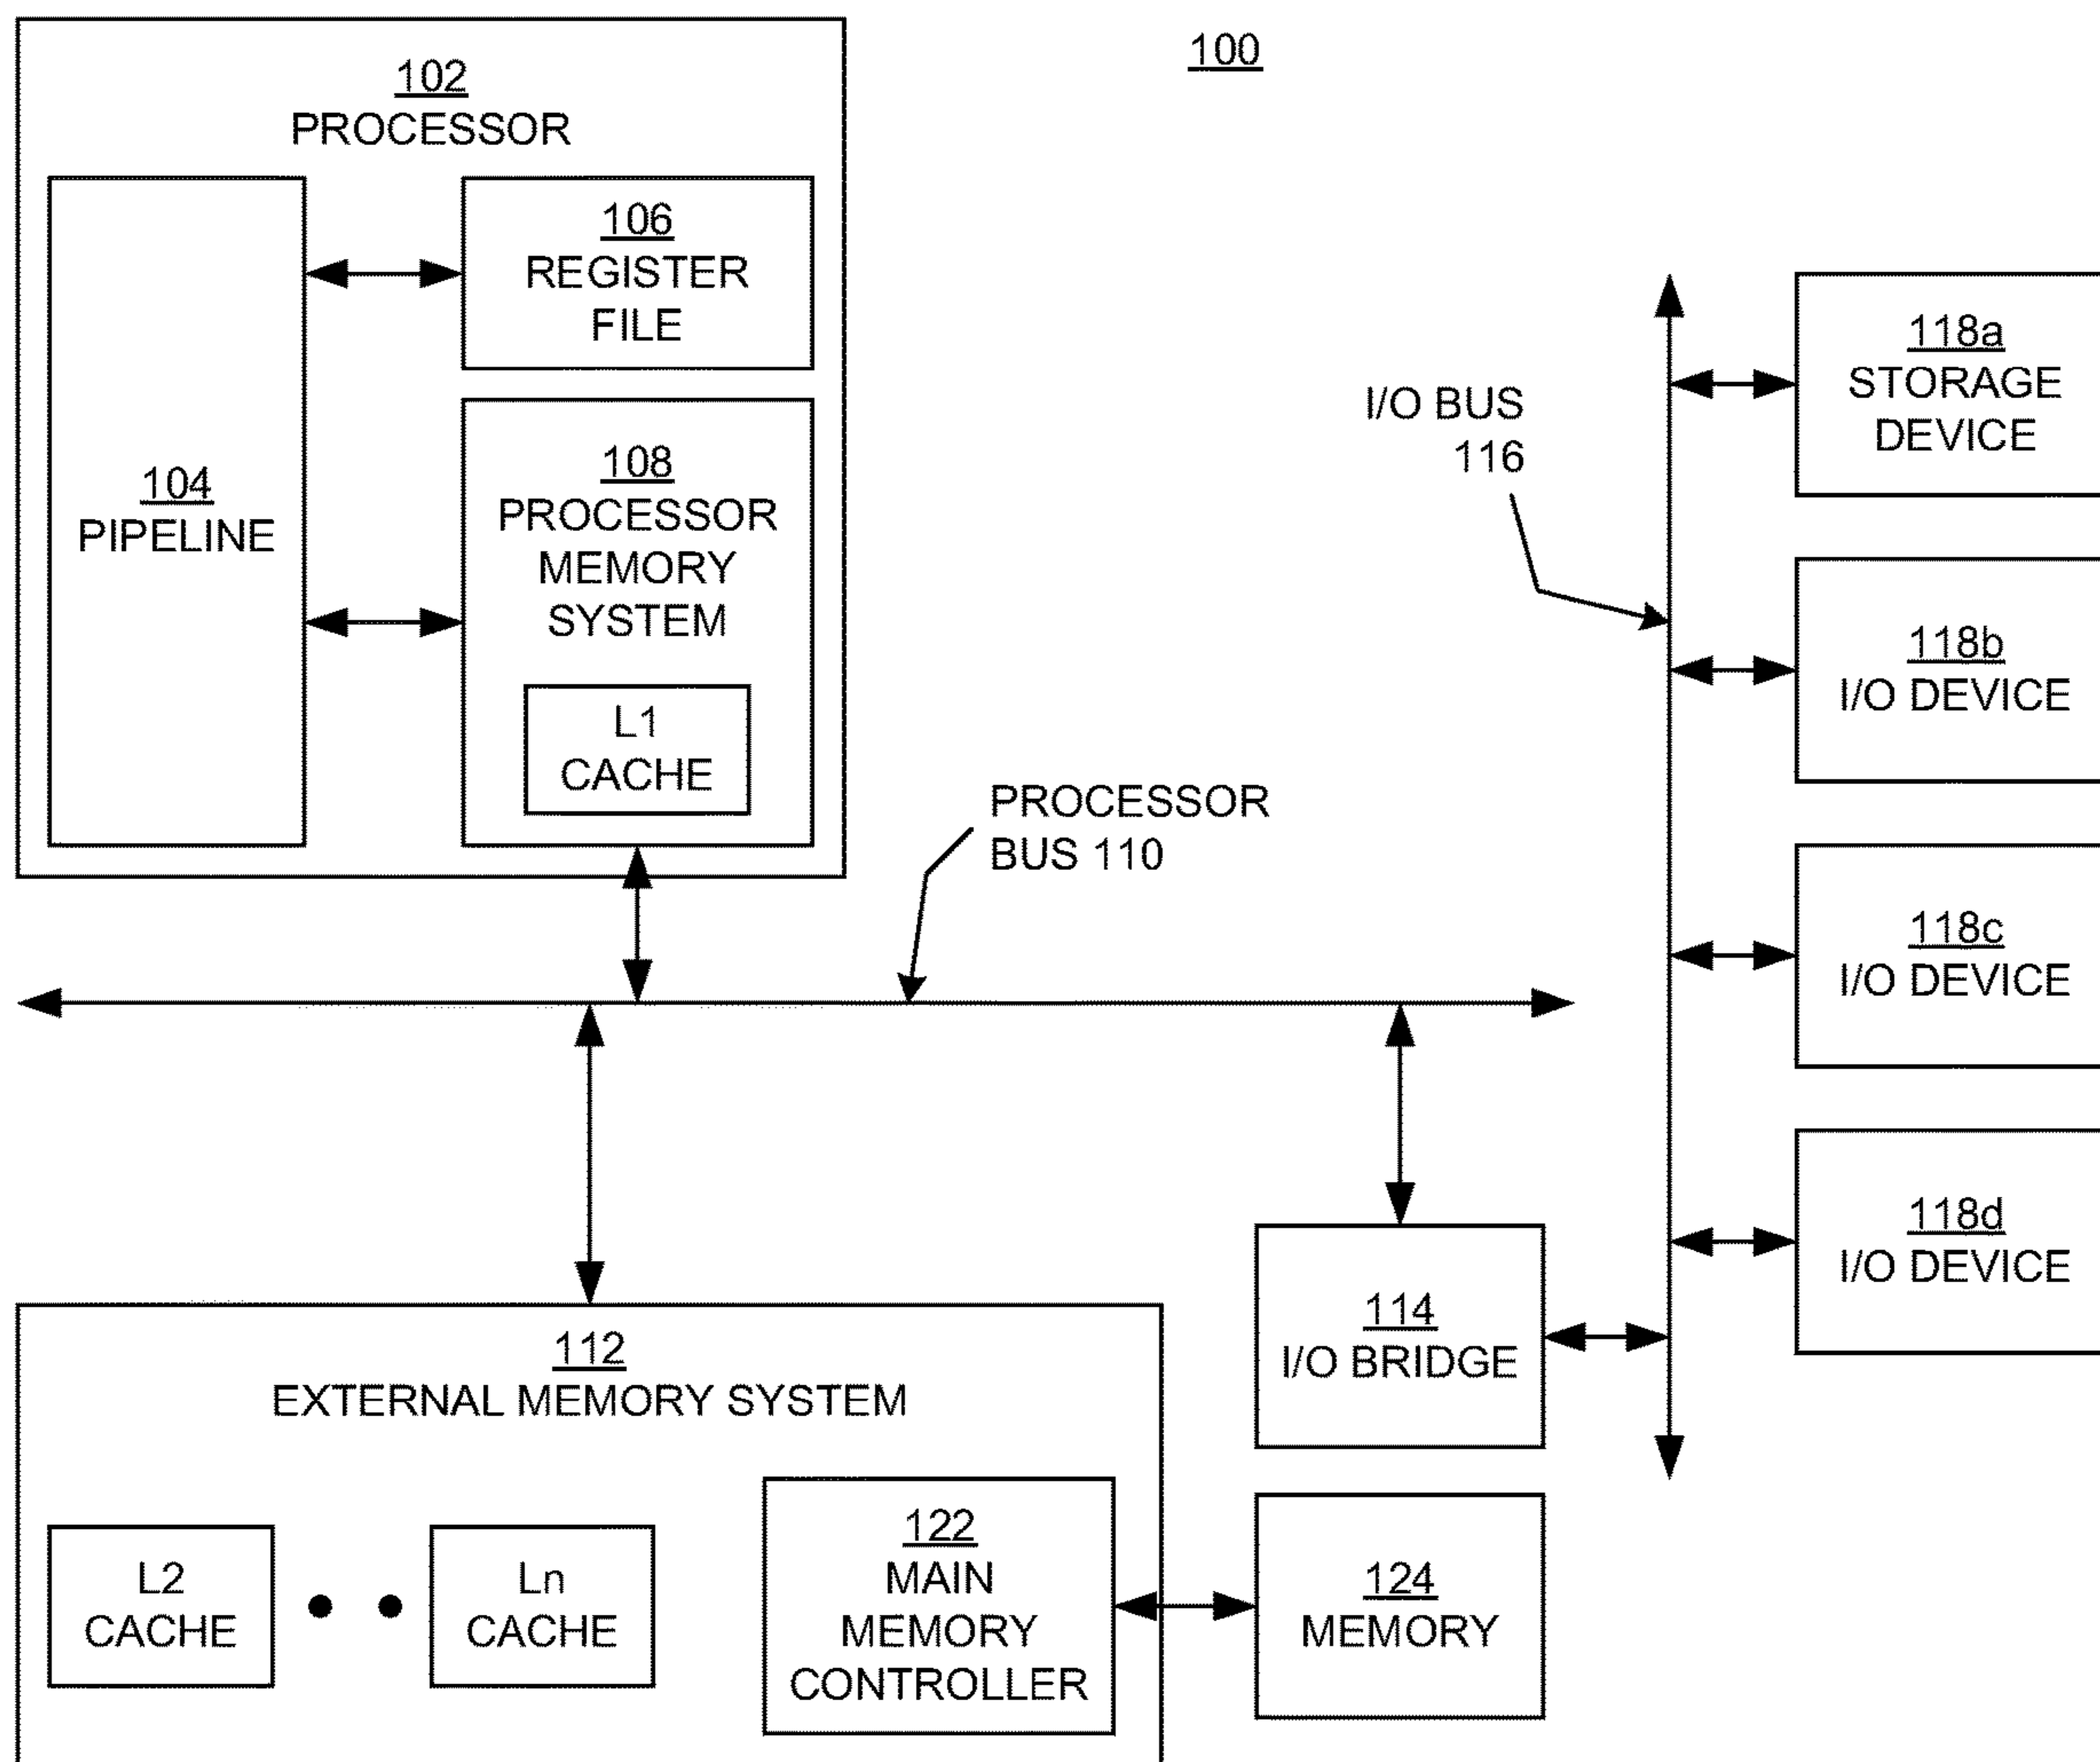 100
102
PROCESSOR
104
PIPELINE
106
REGISTER
FILE
108
PROCESSOR
MEMORY
SYSTEM
L1
CACHE
PROCESSOR
BUS 110
I/O BUS
116
118a
STORAGE
DEVICE
118b
I/O DEVICE
118c
I/O DEVICE
118d
I/O DEVICE
114
I/O BRIDGE
112
EXTERNAL MEMORY SYSTEM
L2
CACHE
Ln
CACHE
122
MAIN
MEMORY
CONTROLLER
124
MEMORY